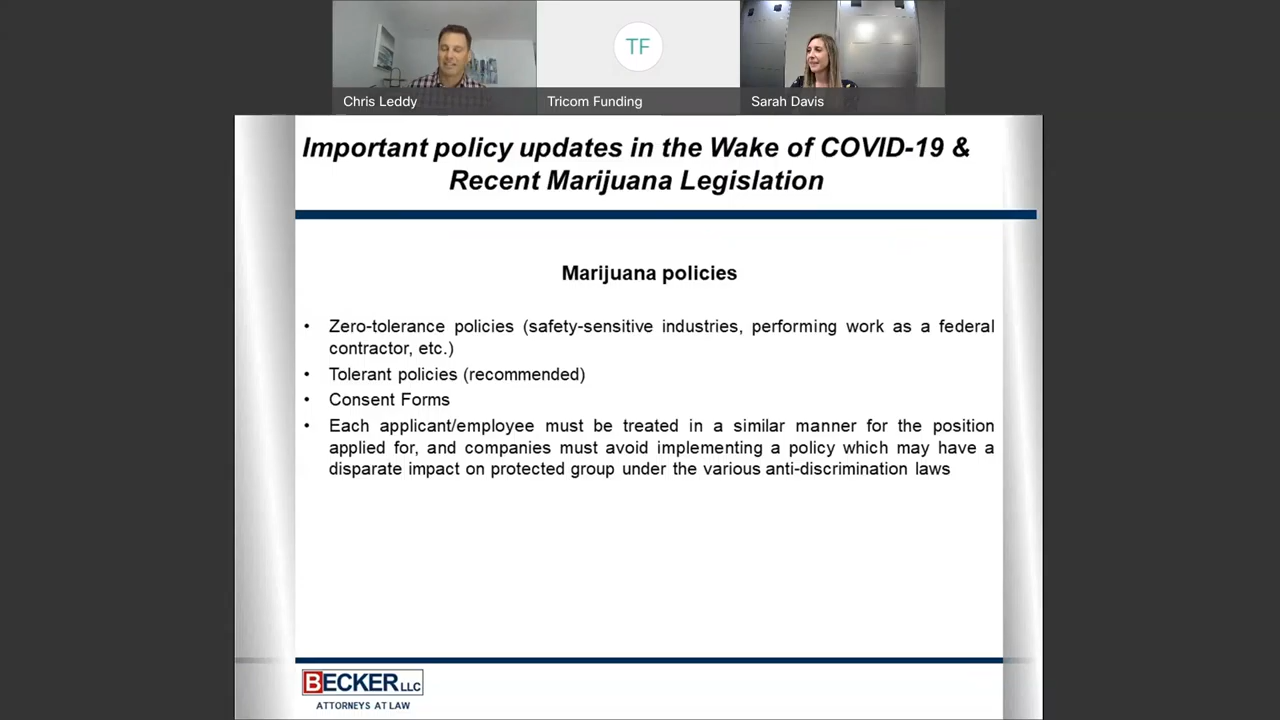 TF
Chris Leddy
Tricom Funding
Sarah Davis
Important policy updates in the Wake of COVID-19 &
Recent Marijuana Legislation
Marijuana policies
• Zero-tolerance policies (safety-sensitive industries, performing work as a federal
contractor, etc.)
• Tolerant policies (recommended)
• Consent Forms
• Each applicant/employee must be treated in a similar manner for the position
applied for, and companies must avoid implementing a policy which may have a
disparate impact on protected group under the various anti-discrimination laws
BECKER LLC
ATTORNEYS AT LAW